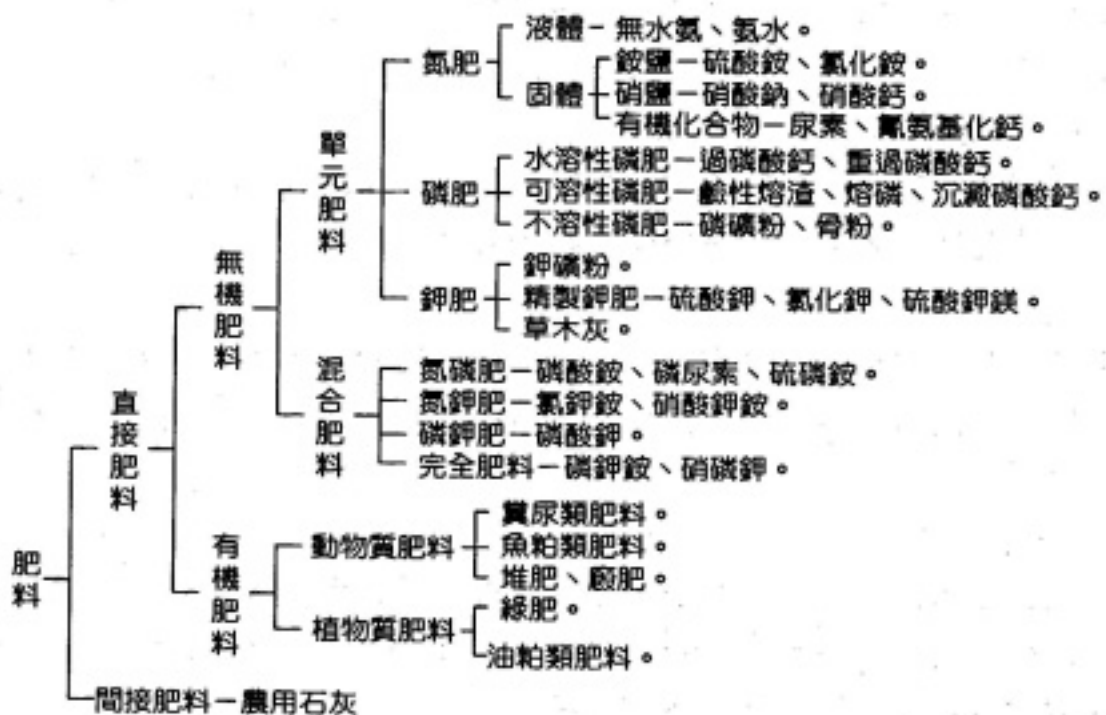 液體－無水氨、氨水。
氮肥
銨鹽－硫酸銨、氯化銨。
固體
硝鹽－硝酸鈉、硝酸鈣。
有機化合物－尿素、氰氨基化鈣。
單元肥料
水溶性磷肥－過磷酸鈣、重過磷酸鈣。
磷肥
可溶性磷肥－鹼性熔渣、熔磷、沉澱磷酸鈣。
不溶性磷肥－磷礦粉、骨粉。
無機肥料
鉀礦粉。
鉀肥
精製鉀肥－硫酸鉀、氯化鉀、硫酸鉀鎂。
草木灰。
混合肥料
氮磷肥－磷酸銨、磷尿素、硫磷銨。
氮鉀肥－氯鉀銨、硝酸鉀銨。
磷鉀肥－磷酸鉀。
完全肥料－磷鉀銨、硝磷鉀。
直接肥料
糞尿類肥料。
動物質肥料
魚粕類肥料。
堆肥、廄肥。
有機肥料
綠肥。
植物質肥料
油粕類肥料。
肥料
間接肥料－農用石灰